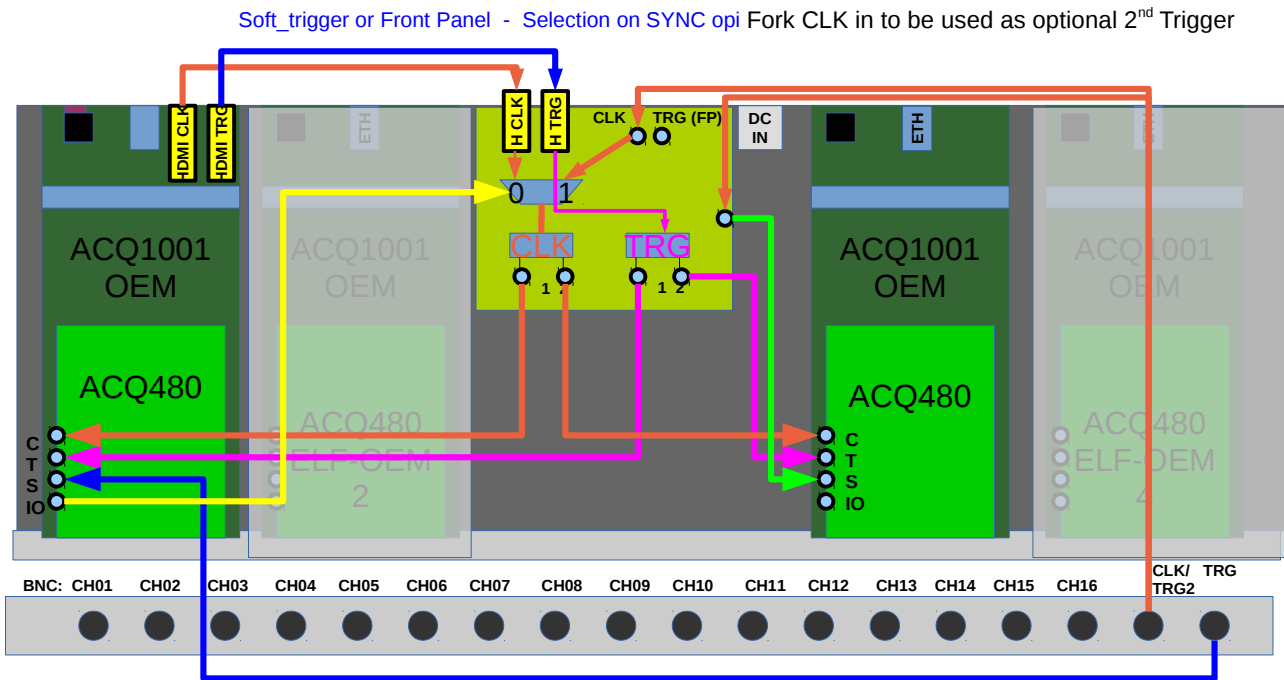 Soft_trigger or Front Panel - Selection on SYNC opi Fork CLK in to be used as optional 2nd Trigger
HDMI CLK
HDMI TRG
ETH
H CLK
H TRG
CLK TRG (FP)
DC
IN
ETH
ETH
0 1
ACQ1001
OEM
ACQ1001
OEM
CLK
TRG
1 2
1 2
ACQ1001
OEM
ACQ1001
OEM
ACQ480
ACQ480
ELF-OEM
2
ACQ480
ACQ480
ELF-OEM
4
C
T
S
IO
C
T
S
IO
BNC: CH01 CH02 CH03 CH04 CH05 CH06 CH07 CH08 CH09 CH10 CH11 CH12 CH13 CH14 CH15 CH16
CLK/ TRG
TRG2